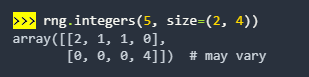 >>> rng.integers(5, size=(2, 4))
array([[2, 1, 1, 0],
       [0, 0, 0, 4]])  # may vary